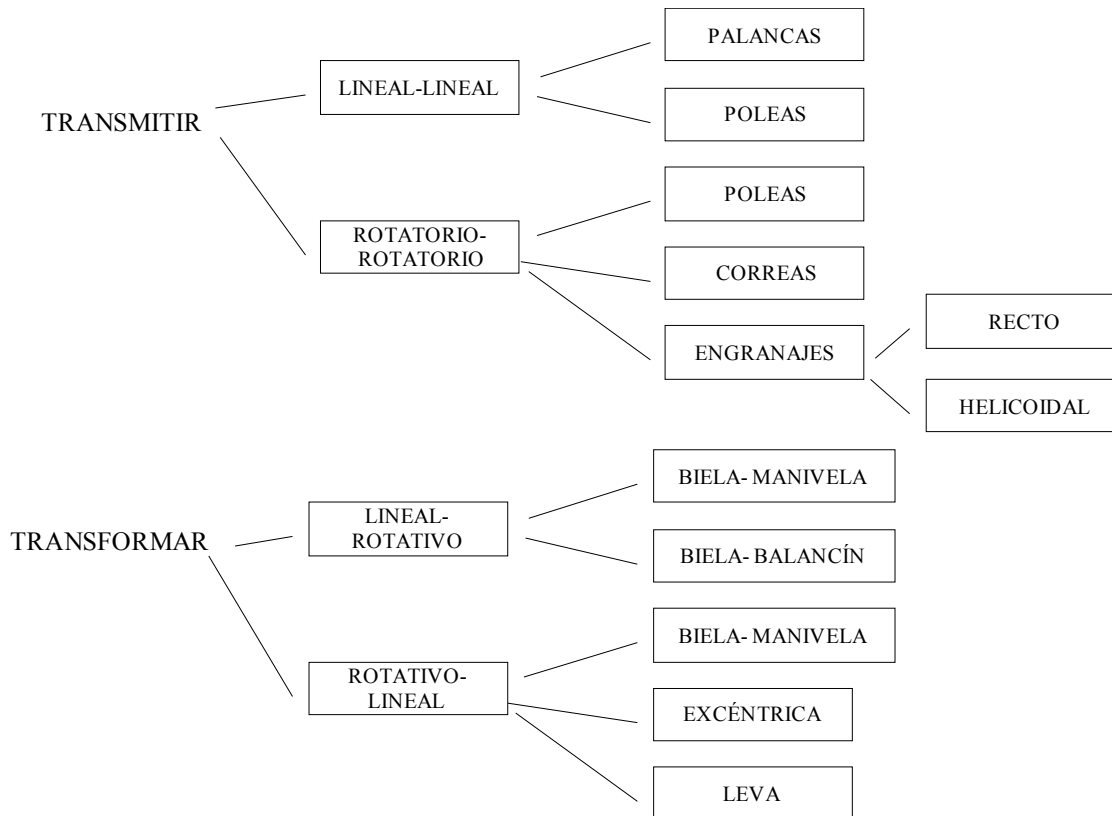 TRANSMITIR
LINEAL-LINEAL
PALANCAS
POLEAS
ROTATORIO-
ROTATORIO
POLEAS
CORREAS
ENGRANAJES
RECTO
HELICOIDAL
TRANSFORMAR
LINEAL-
ROTATIVO
BIELA- MANIVELA
BIELA- BALANCÍN
ROTATIVO-
LINEAL
BIELA- MANIVELA
EXCÉNTRICA
LEVA